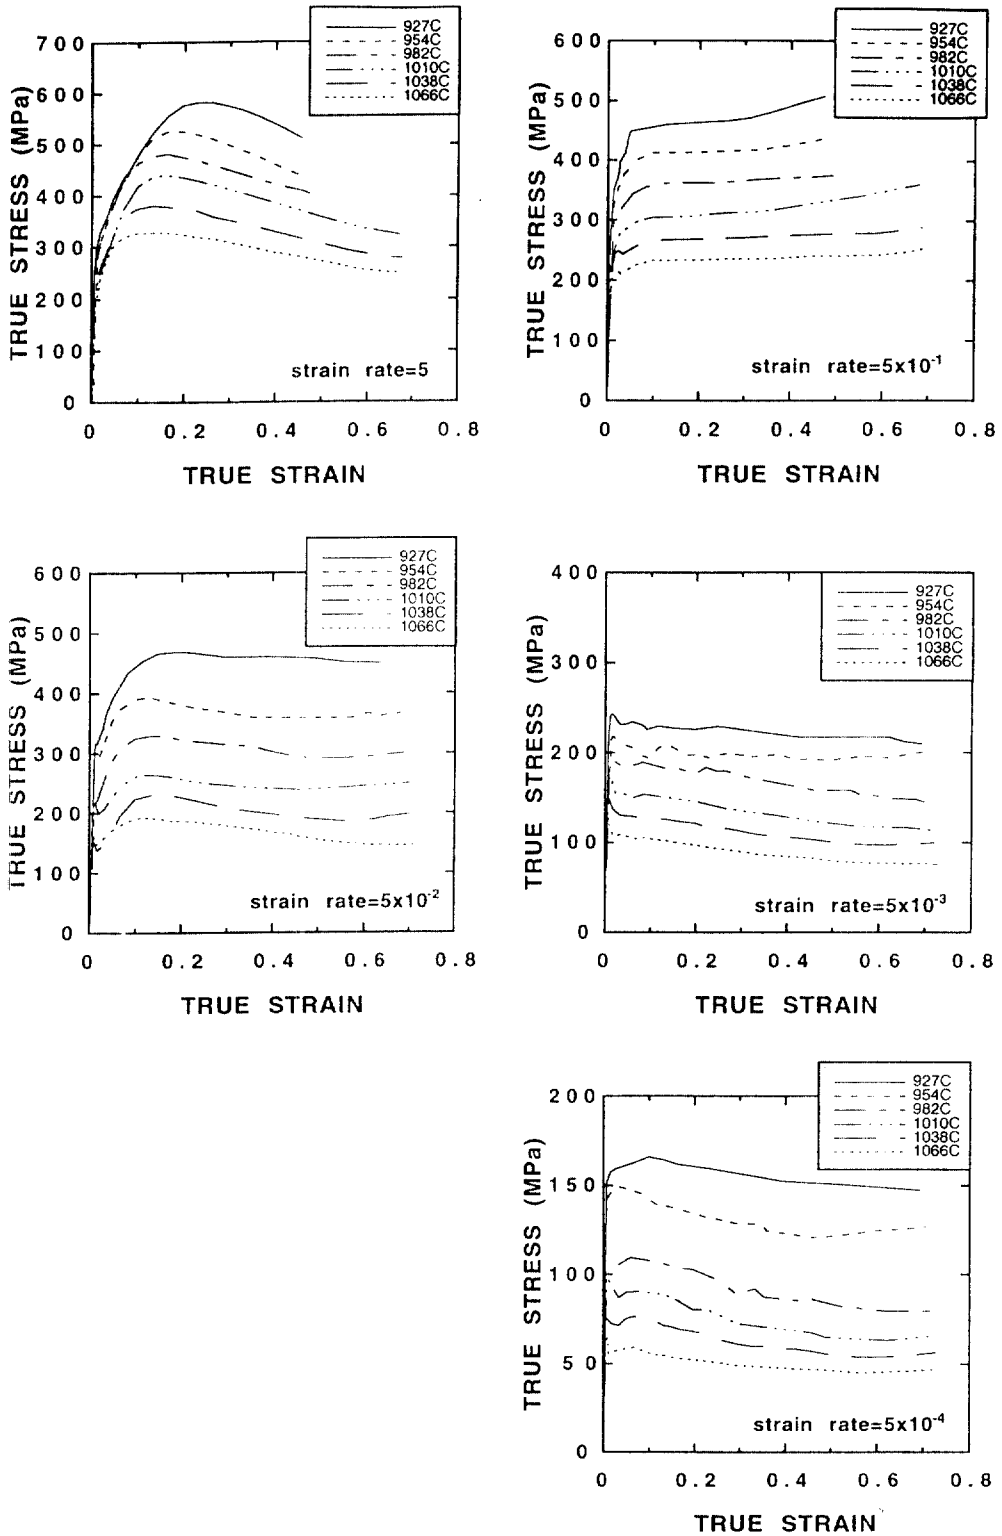 927C
954C
982C
1010C
1038C
1066C
TRUE STRESS (MPa)
700
600
500
400
300
200
100
0
strain rate=5
0 0.2 0.4 0.6 0.8
TRUE STRAIN
927C
954C
982C
1010C
1038C
1066C
TRUE STRESS (MPa)
600
500
400
300
200
100
0
strain rate=5x10-1
0 0.2 0.4 0.6 0.8
TRUE STRAIN
927C
954C
982C
1010C
1038C
1066C
TRUE STRESS (MPa)
600
500
400
300
200
100
0
strain rate=5x10-2
0 0.2 0.4 0.6 0.8
TRUE STRAIN
927C
954C
982C
1010C
1038C
1066C
TRUE STRESS (MPa)
400
300
200
100
0
strain rate=5x10-3
0 0.2 0.4 0.6 0.8
TRUE STRAIN
927C
954C
982C
1010C
1038C
1066C
TRUE STRESS (MPa)
200
150
100
50
0
strain rate=5x10-4
0 0.2 0.4 0.6 0.8
TRUE STRAIN